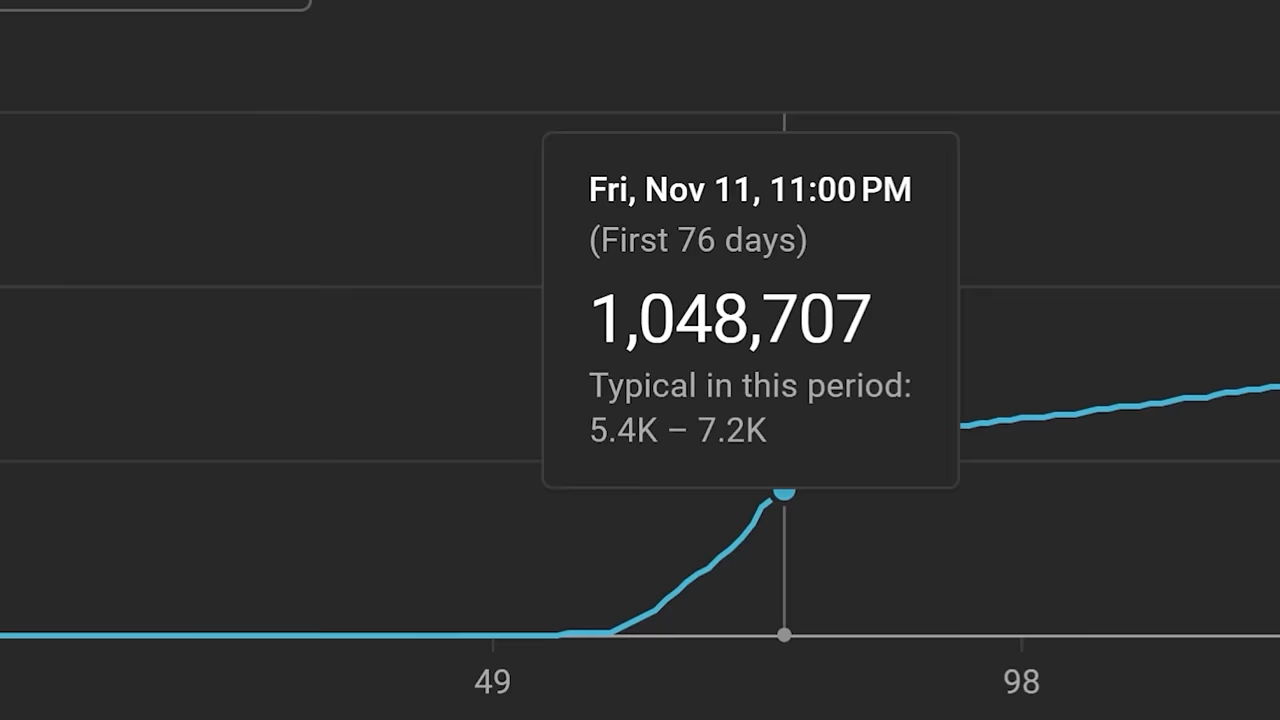 Fri, Nov 11, 11:00 PM
(First 76 days)
1,048,707
Typical in this period:
5.4K – 7.2K
49
98